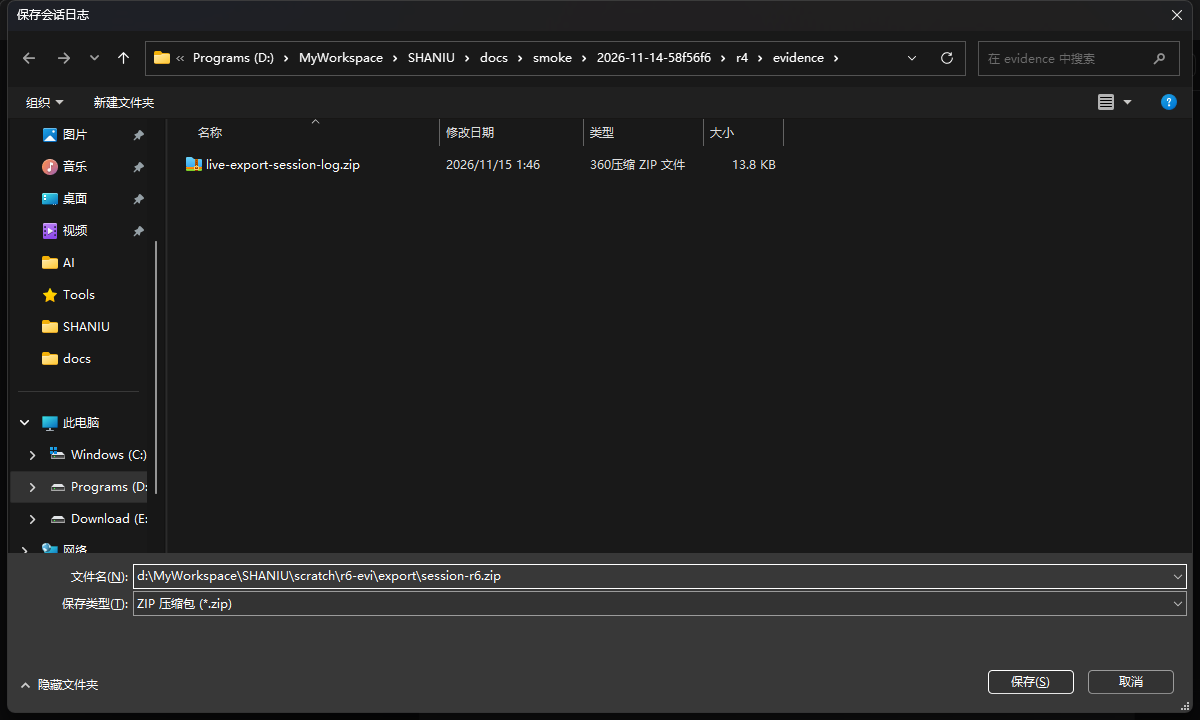 保存会话日志
« Programs (D:) › MyWorkspace › SHANIU › docs › smoke › 2026-11-14-58f56f6 › r4 › evidence ›
在 evidence 中搜索
组织
新建文件夹
名称 修改日期 类型 大小
live-export-session-log.zip 2026/11/15 1:46 360压缩 ZIP 文件 13.8 KB
图片
音乐
桌面
视频
AI
Tools
SHANIU
docs
此电脑
Windows (C:)
Programs (D:
Download (E:
网络
文件名(N): d:\MyWorkspace\SHANIU\scratch\r6-evi\export\session-r6.zip
保存类型(T): ZIP 压缩包 (*.zip)
隐藏文件夹
保存(S)
取消